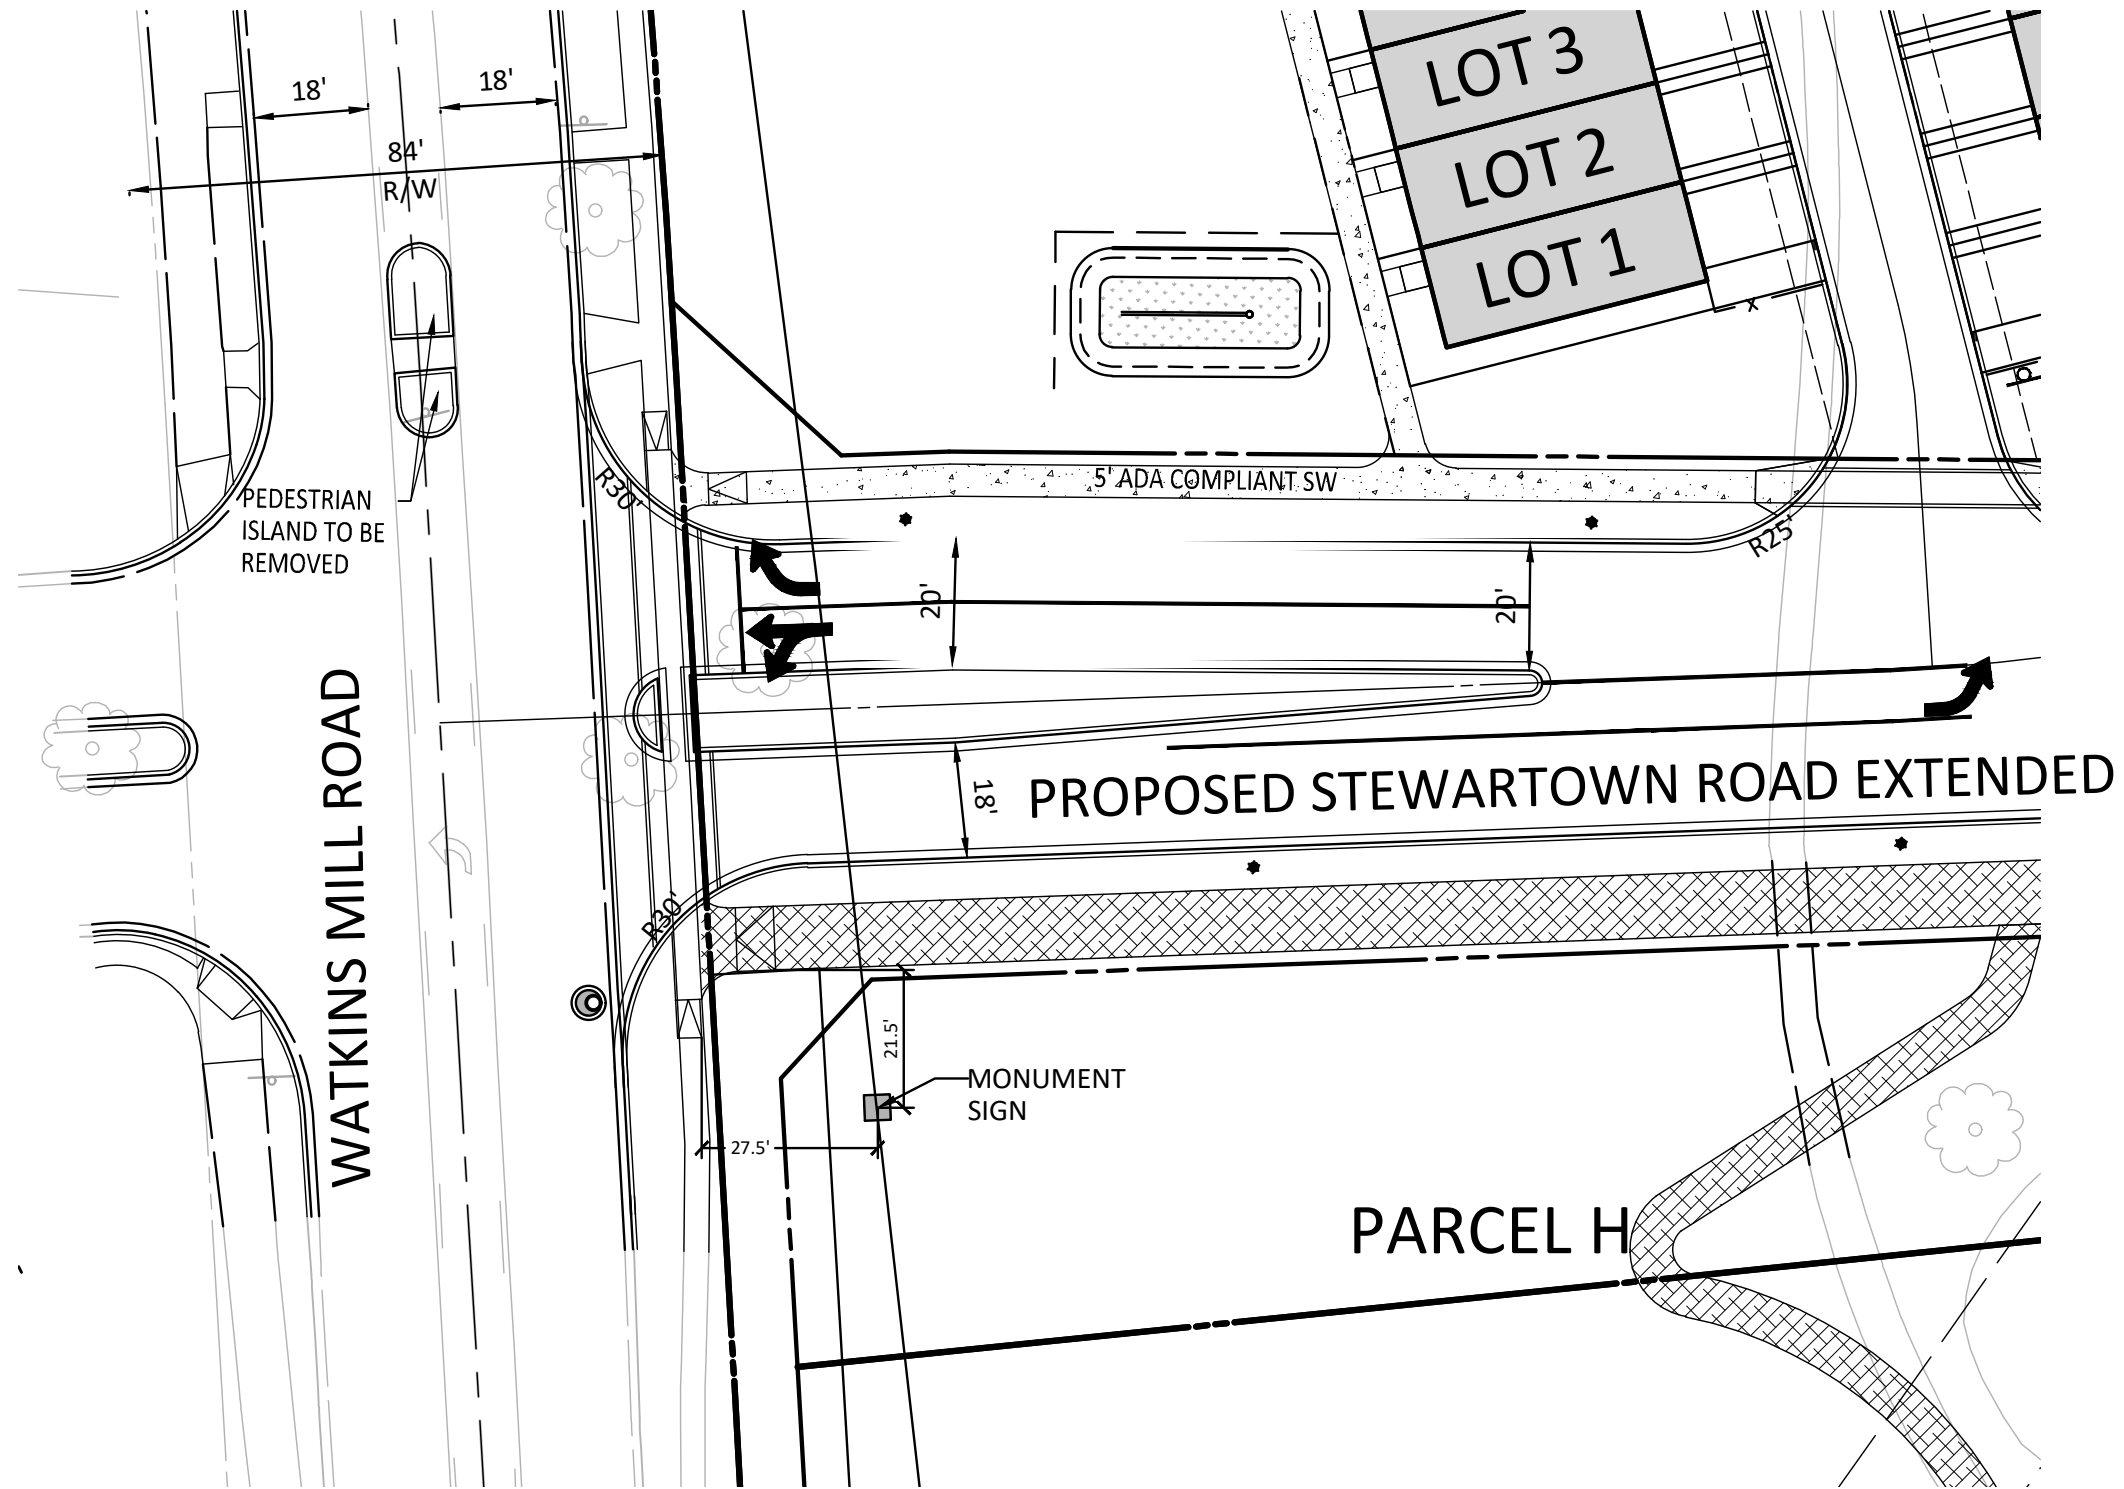 LOT 3
18'
18'
84'
R/W
LOT 2
LOT 1
x
PEDESTRIAN
ISLAND TO BE
REMOVED
R30'
5' ADA COMPLIANT SW
R25'
20'
20'
WATKINS MILL ROAD
18'
PROPOSED STEWARTOWN ROAD EXTENDED
R30'
21.5'
MONUMENT
SIGN
27.5'
PARCEL H